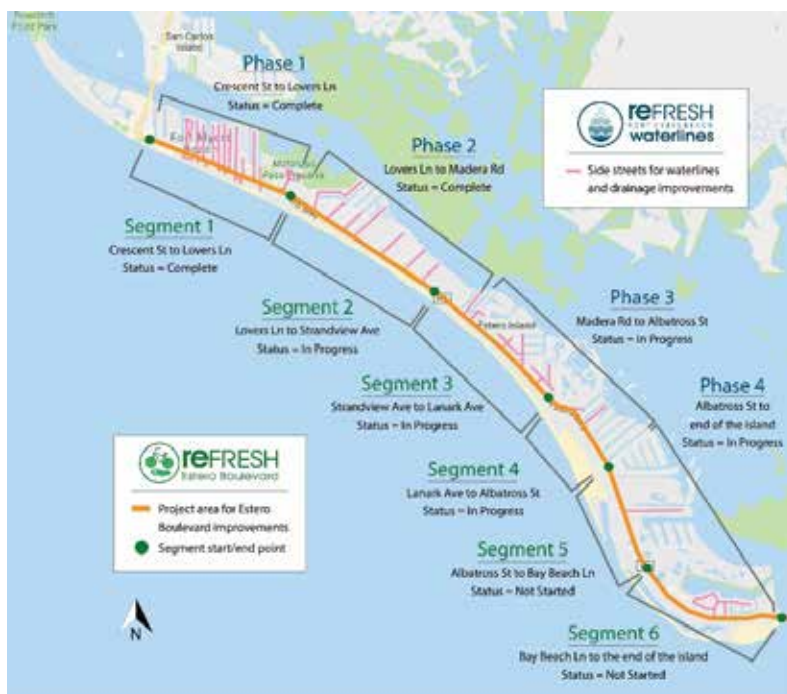 Point Park
San Carlos
Island
Phase 1
Crescent St to Lovers Ln
Status = Complete
reFRESH
waterlines
Side streets for waterlines
and drainage improvements
Phase 2
Lovers Ln to Madera Rd
Status = Complete
Segment 1
Crescent St to Lovers Ln
Status = Complete
Segment 2
Lovers Ln to Strandview Ave
Status = In Progress
Estero Island
Phase 3
Madera Rd to Albatross St
Status = In Progress
Segment 3
Strandview Ave to Lanark Ave
Status = In Progress
Phase 4
Albatross St to
end of the island
Status = In Progress
reFRESH
Estero Boulevard
Project area for Estero
Boulevard improvements
Segment start/end point
Segment 4
Lanark Ave to Albatross St
Status = In Progress
Segment 5
Albatross St to Bay Beach Ln
Status = Not Started
N
Segment 6
Bay Beach Ln to the end of the island
Status = Not Started